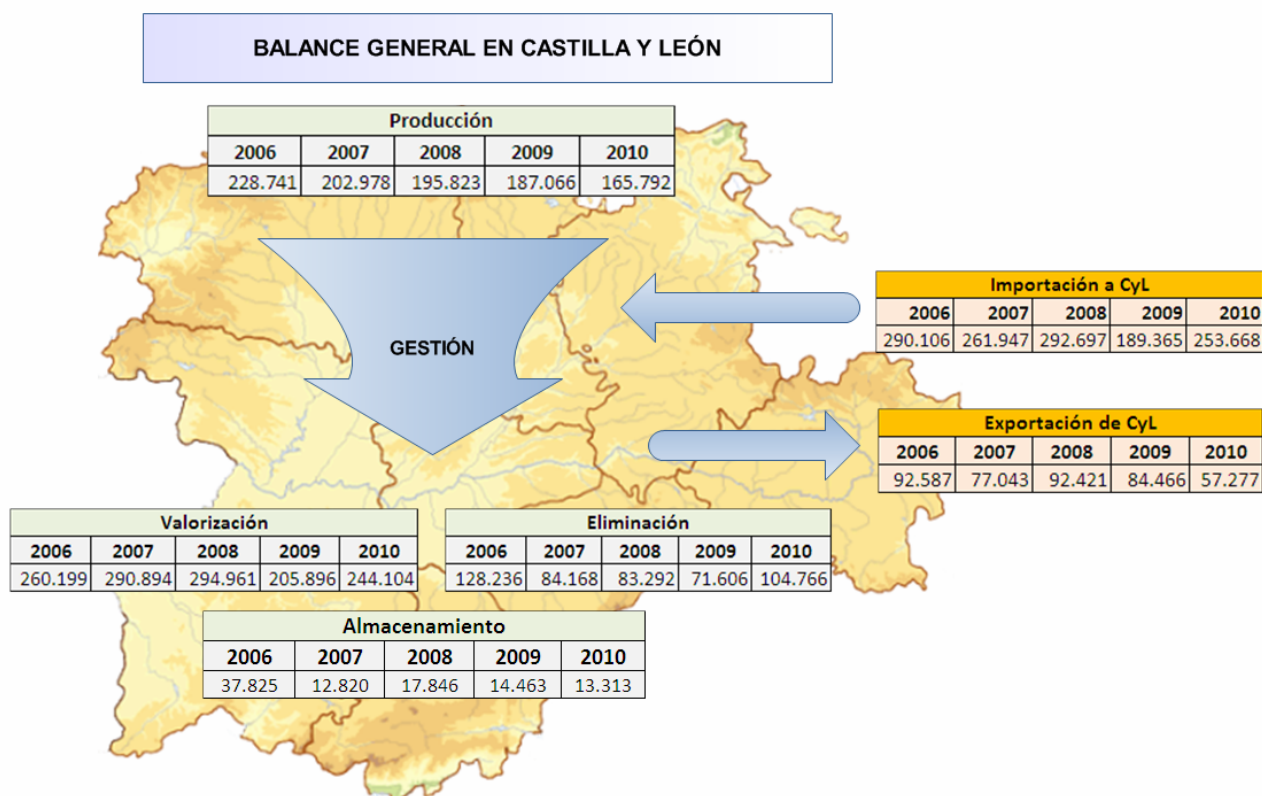 BALANCE GENERAL EN CASTILLA Y LEÓN
Producción
2006 2007 2008 2009 2010
228.741 202.978 195.823 187.066 165.792
Importación a CyL
2006 2007 2008 2009 2010
290.106 261.947 292.697 189.365 253.668
GESTIÓN
Exportación de CyL
2006 2007 2008 2009 2010
92.587 77.043 92.421 84.466 57.277
Valorización
2006 2007 2008 2009 2010
260.199 290.894 294.961 205.896 244.104
Eliminación
2006 2007 2008 2009 2010
128.236 84.168 83.292 71.606 104.766
Almacenamiento
2006 2007 2008 2009 2010
37.825 12.820 17.846 14.463 13.313